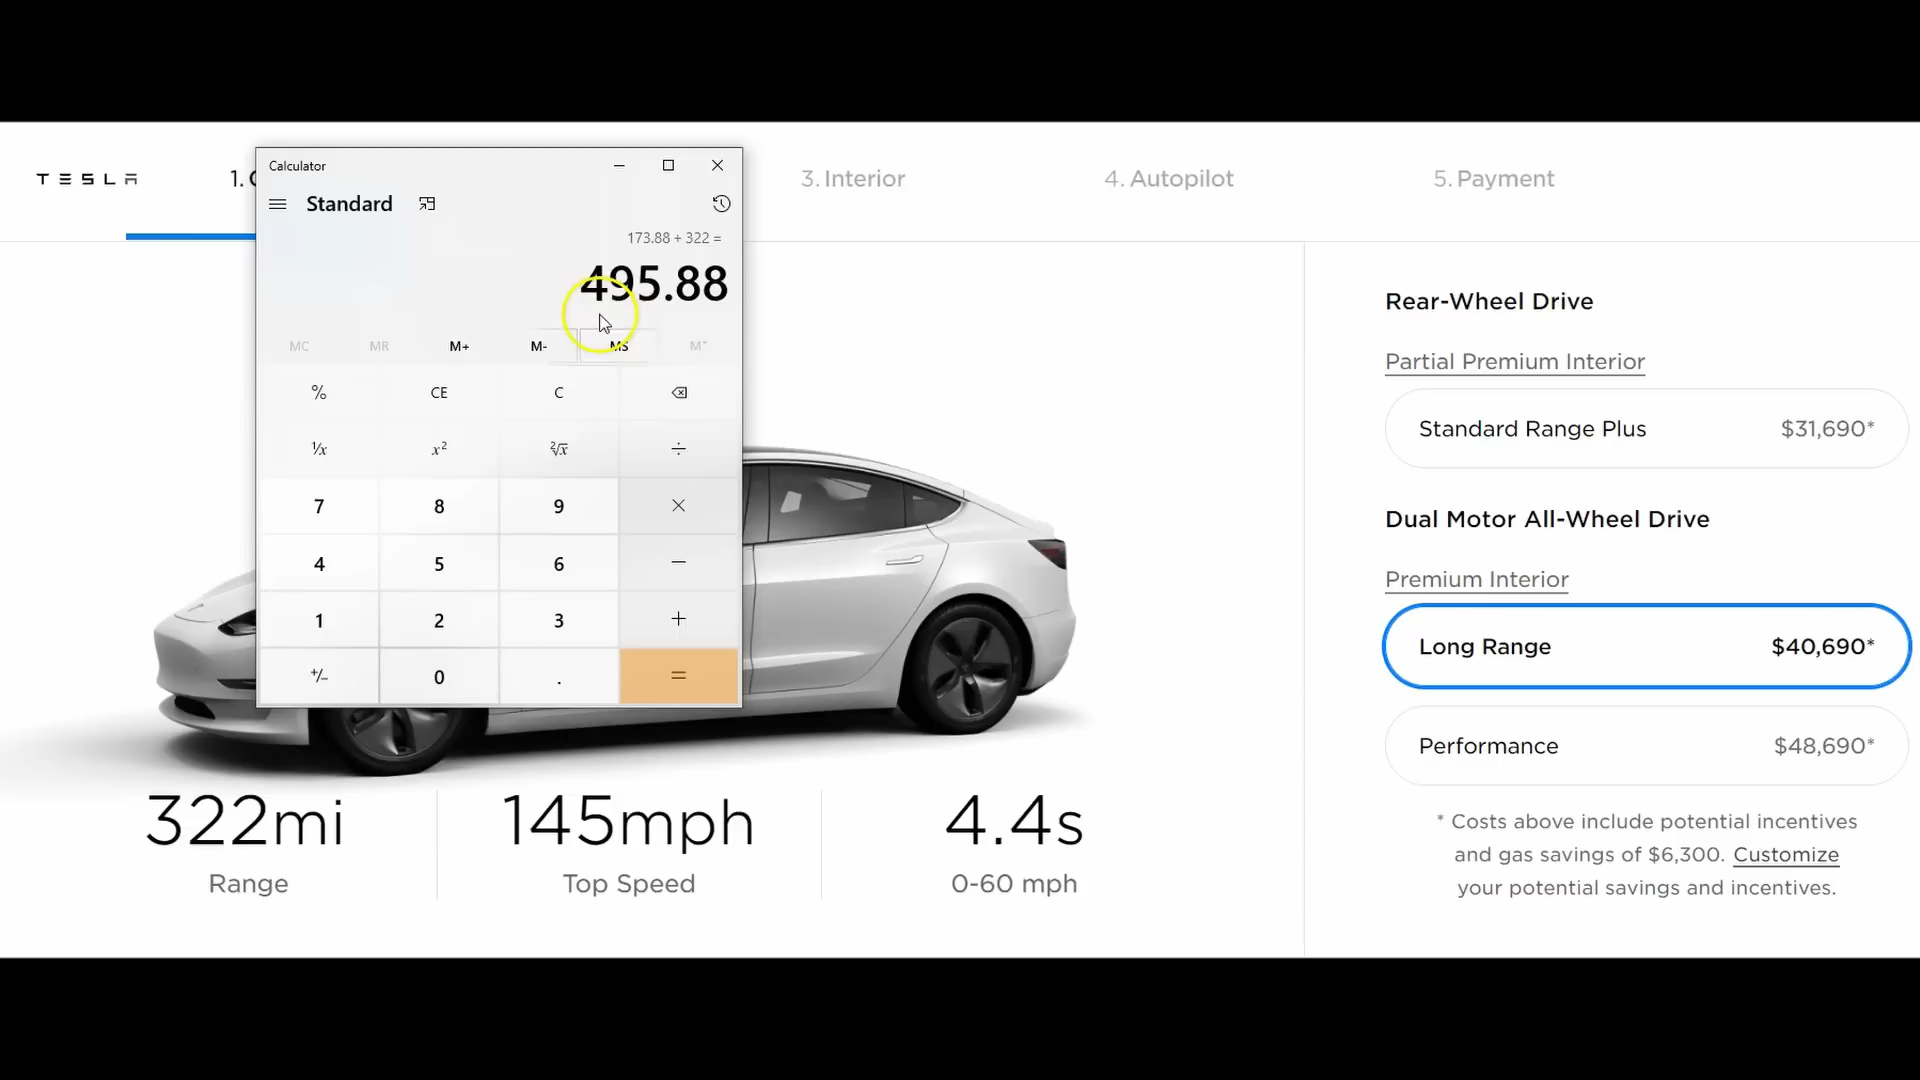 TESLA
1. C
3. Interior
4. Autopilot
5. Payment
Calculator
Standard
173.88 + 322 =
495.88
MC MR M+ M- MS M˅
% CE C
⅟x x² ²√x ÷
7 8 9 ×
4 5 6 −
1 2 3 +
+/− 0 . =
Rear-Wheel Drive
Partial Premium Interior
Standard Range Plus $31,690*
Dual Motor All-Wheel Drive
Premium Interior
Long Range $40,690*
Performance $48,690*
* Costs above include potential incentives
and gas savings of $6,300. Customize
your potential savings and incentives.
322mi
Range
145mph
Top Speed
4.4s
0-60 mph